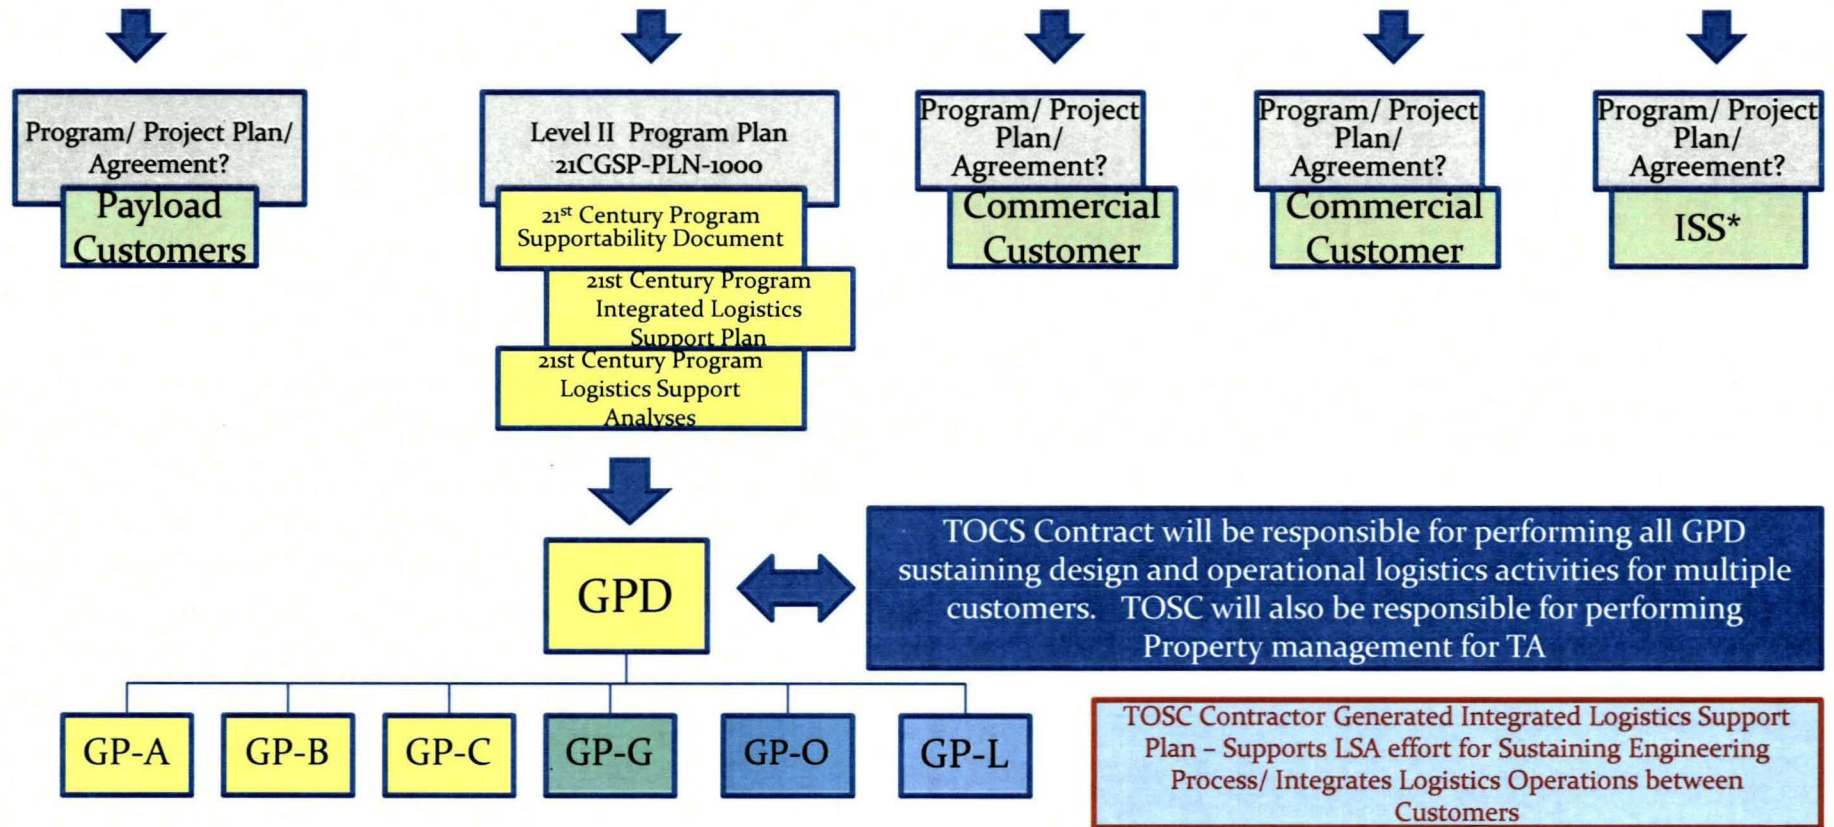 Program/ Project Plan/
Agreement?
Payload
Customers
Level II Program Plan
21CGSP-PLN-1000
21st Century Program
Supportability Document
21st Century Program
Integrated Logistics
Support Plan
21st Century Program
Logistics Support
Analyses
Program/ Project
Plan/
Agreement?
Commercial
Customer
Program/ Project
Plan/
Agreement?
Commercial
Customer
Program/ Project
Plan/
Agreement?
ISS*
GPD
TOCS Contract will be responsible for performing all GPD
sustaining design and operational logistics activities for multiple
customers. TOSC will also be responsible for performing
Property management for TA
GP-A
GP-B
GP-C
GP-G
GP-O
GP-L
TOSC Contractor Generated Integrated Logistics Support
Plan – Supports LSA effort for Sustaining Engineering
Process/ Integrates Logistics Operations between
Customers